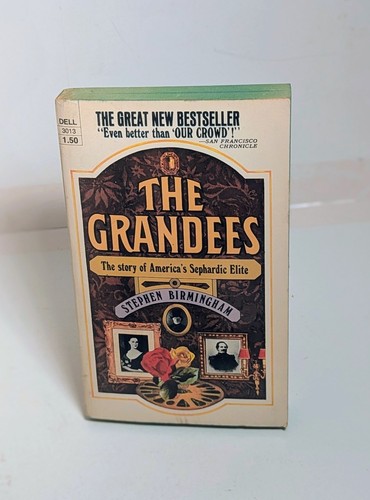 DELL
3013
1.50
THE GREAT NEW BESTSELLER
"Even better than 'OUR CROWD'!"
—SAN FRANCISCO
CHRONICLE
THE
GRANDEES
The story of America's Sephardic Elite
STEPHEN BIRMINGHAM